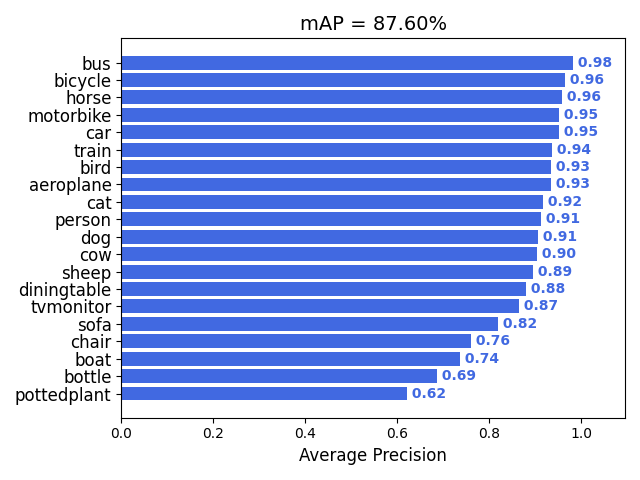 mAP = 87.60%
bus 0.98
bicycle 0.96
horse 0.96
motorbike 0.95
car 0.95
train 0.94
bird 0.93
aeroplane 0.93
cat 0.92
person 0.91
dog 0.91
cow 0.90
sheep 0.89
diningtable 0.88
tvmonitor 0.87
sofa 0.82
chair 0.76
boat 0.74
bottle 0.69
pottedplant 0.62
0.0 0.2 0.4 0.6 0.8 1.0
Average Precision